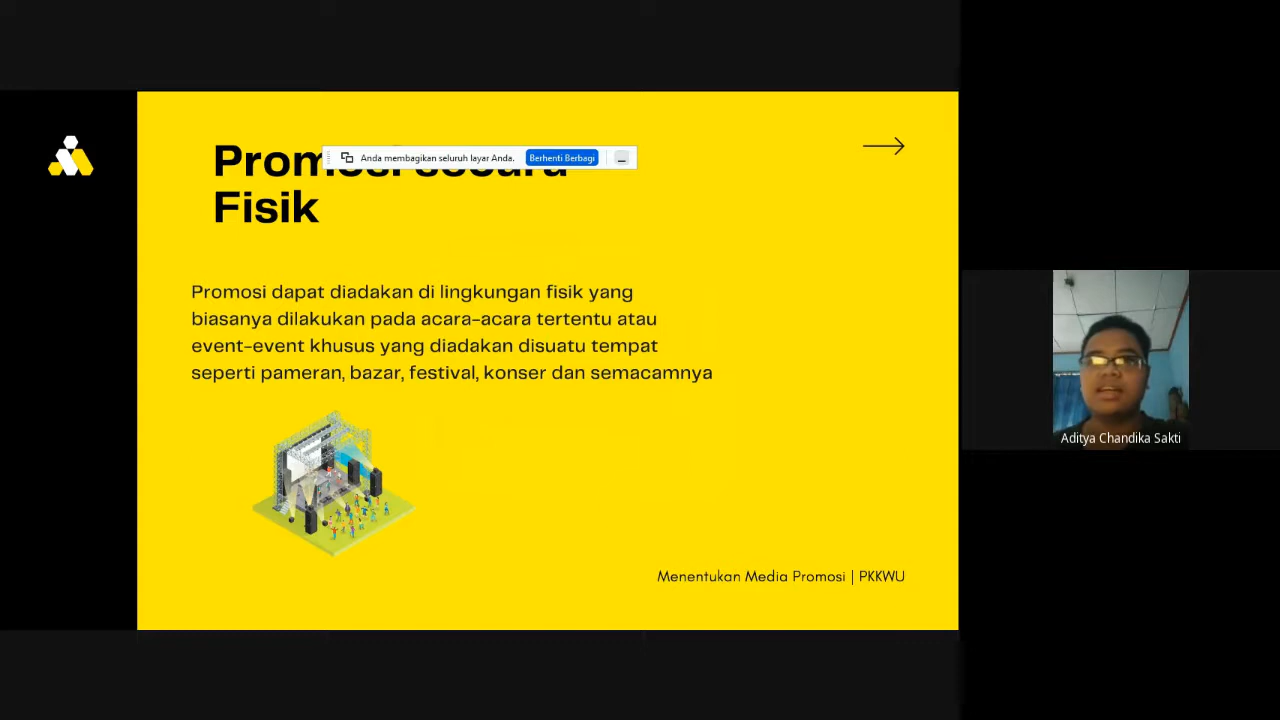 Promosi secara
Fisik
Anda membagikan seluruh layar Anda.
Berhenti Berbagi
Promosi dapat diadakan di lingkungan fisik yang
biasanya dilakukan pada acara-acara tertentu atau
event-event khusus yang diadakan disuatu tempat
seperti pameran, bazar, festival, konser dan semacamnya
Menentukan Media Promosi | PKKWU
Aditya Chandika Sakti